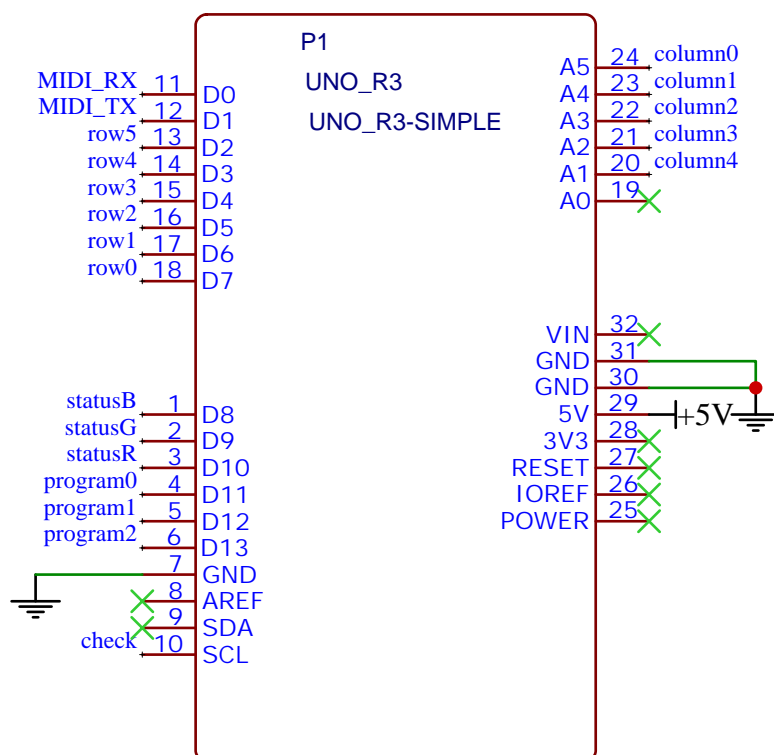 P1
UNO_R3
UNO_R3-SIMPLE
MIDI_RX 11 D0
MIDI_TX 12 D1
row5 13 D2
row4 14 D3
row3 15 D4
row2 16 D5
row1 17 D6
row0 18 D7
statusB 1 D8
statusG 2 D9
statusR 3 D10
program0 4 D11
program1 5 D12
program2 6 D13
7 GND
8 AREF
9 SDA
check 10 SCL
A5 24 column0
A4 23 column1
A3 22 column2
A2 21 column3
A1 20 column4
A0 19
VIN 32
GND 31
GND 30
5V 29 +5V
3V3 28
RESET 27
IOREF 26
POWER 25